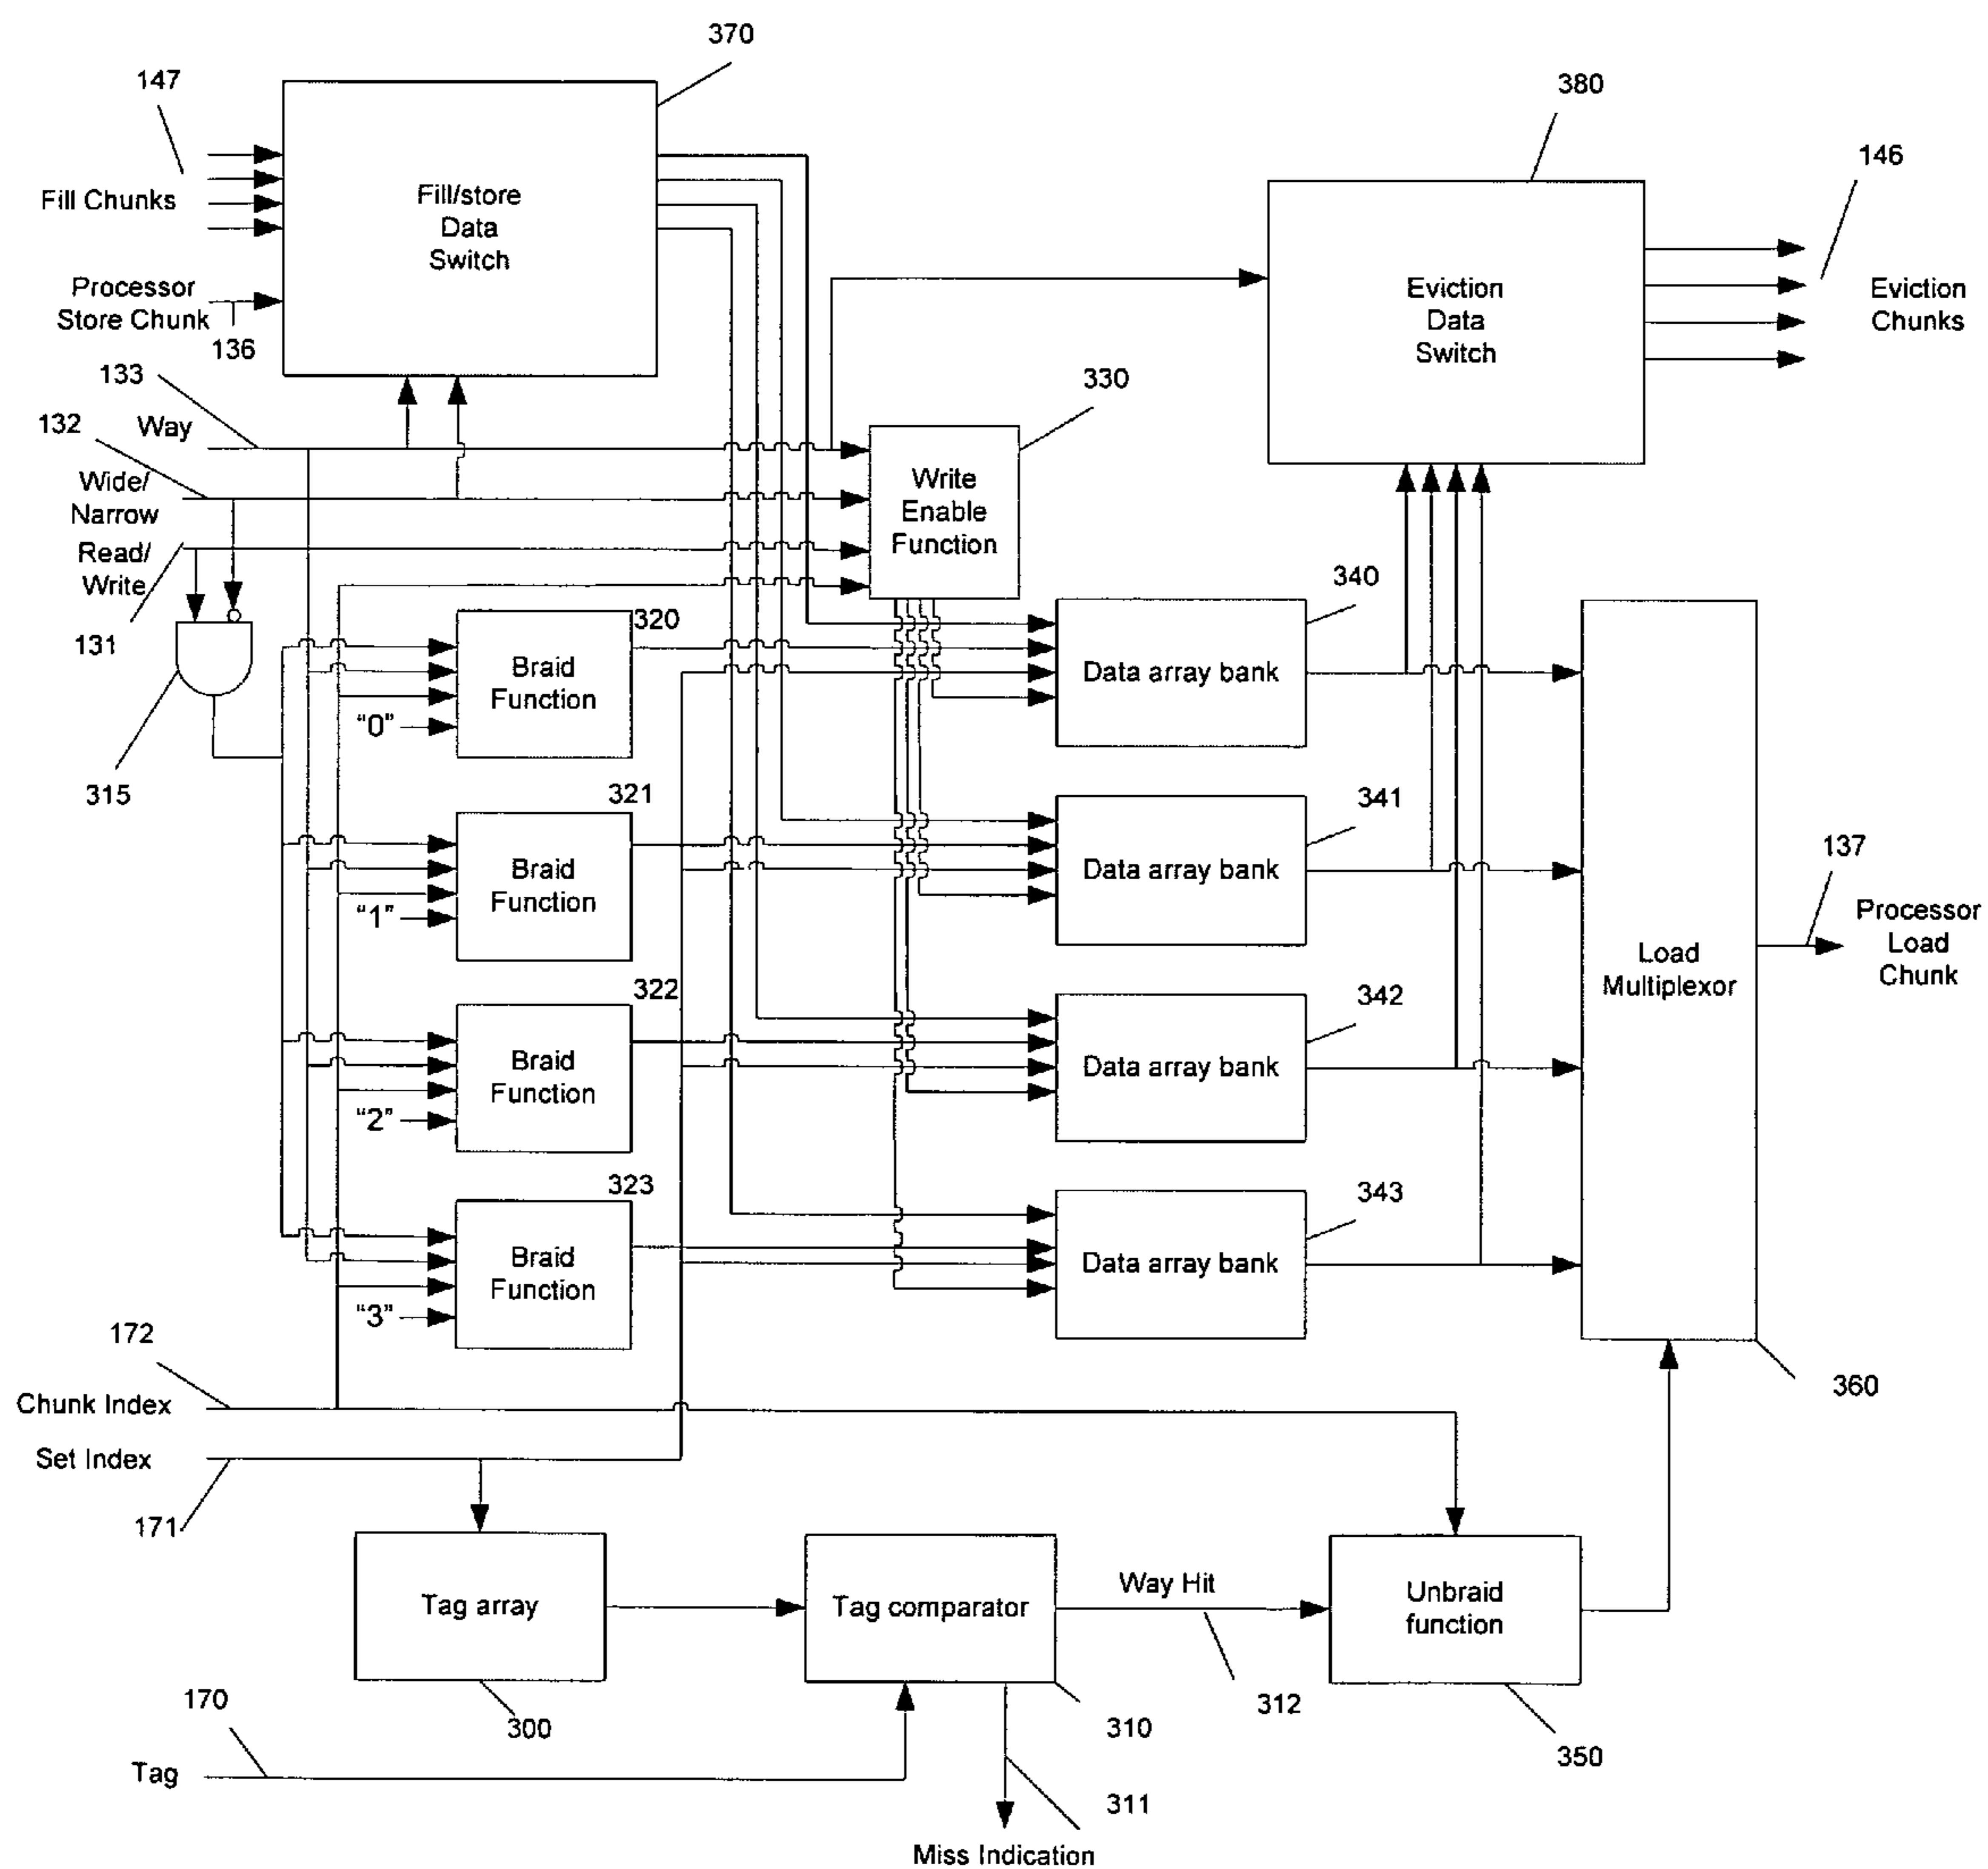 370
147
380
146
Fill Chunks
Fill/store
Data
Switch
Processor
Store Chunk
136
Eviction
Data
Switch
Eviction
Chunks
133
330
132
Way
Wide/
Narrow
Write
Enable
Function
Read/
Write
131
340
320
Braid
Function
Data array bank
"0"
315
321
341
137
Braid
Function
Data array bank
"1"
Processor
Load
Chunk
Load
Multiplexor
322
342
Braid
Function
Data array bank
"2"
323
343
Braid
Function
Data array bank
"3"
172
360
Chunk Index
Set Index
171
Tag array
Tag comparator
Way Hit
Unbraid
function
170
300
310
312
350
Tag
311
Miss Indication